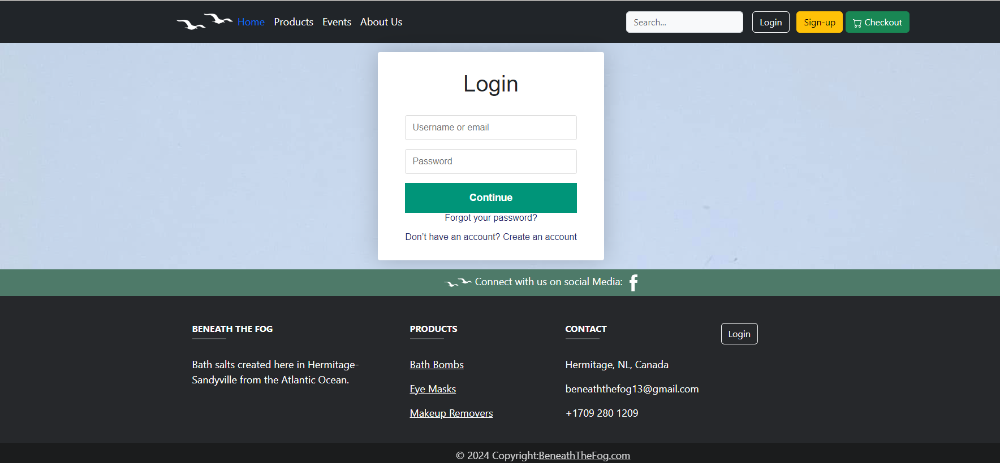 Home Products Events About Us Search... Login Sign-up Checkout
Login
Username or email
Password
Continue
Forgot your password?
Don't have an account? Create an account
Connect with us on social Media:
BENEATH THE FOG
Bath salts created here in Hermitage-
Sandyville from the Atlantic Ocean.
PRODUCTS
Bath Bombs
Eye Masks
Makeup Removers
CONTACT
Hermitage, NL, Canada
beneaththefog13@gmail.com
+1709 280 1209
Login
© 2024 Copyright:BeneathTheFog.com